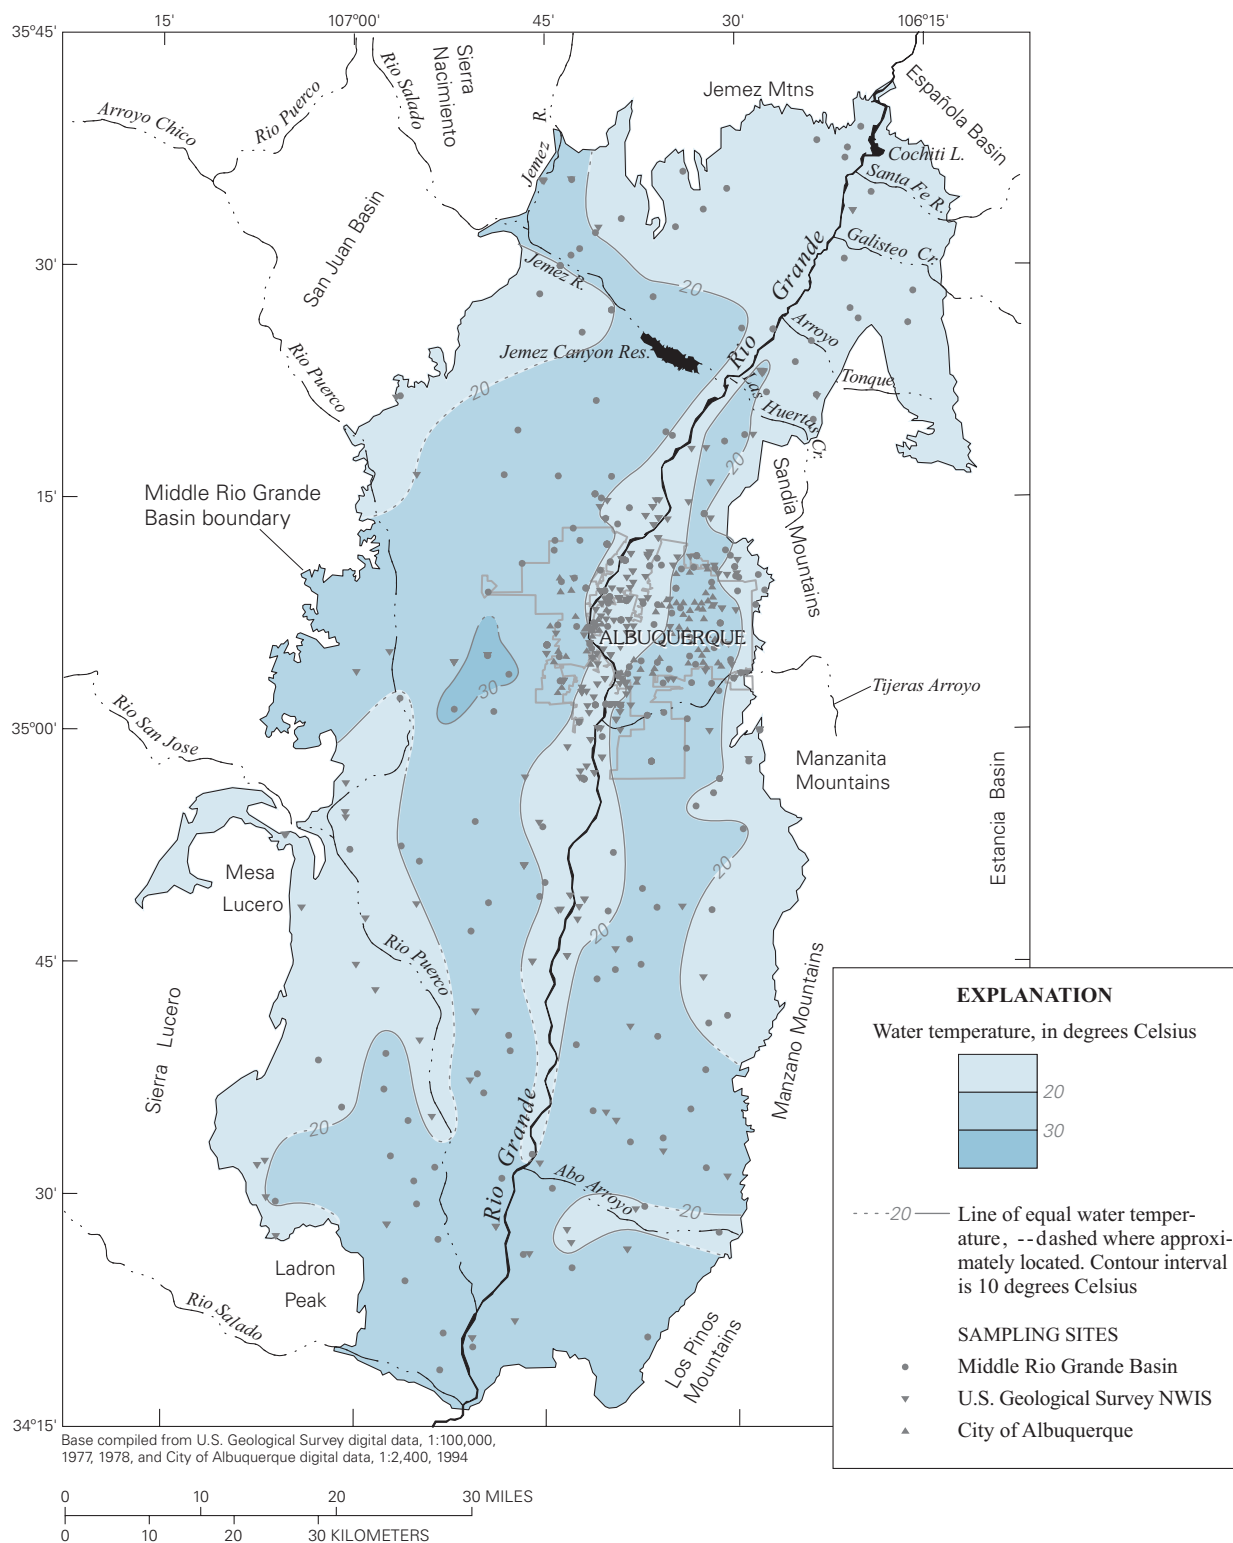 15'
107°00'
45'
30'
106°15'
35°45'
Sierra
Nacimiento
Rio Salado
Rio Puerco
Arroyo Chico
Jemez R.
Jemez Mtns
Española Basin
Cochiti L.
Santa Fe R.
San Juan Basin
Galisteo Cr.
Rio Grande
30'
Jemez R.
20
Arroyo
Tonque
Rio Puerco
Jemez Canyon Res.
20
Las Huertas Cr.
20
15'
Middle Rio Grande
Basin boundary
Sandia Mountains
ALBUQUERQUE
30
Tijeras Arroyo
Rio San Jose
35°00'
Manzanita
Mountains
Estancia Basin
Mesa
Lucero
20
20
Rio Puerco
45'
Manzano Mountains
Sierra Lucero
20
Rio Grande
Abo Arroyo
30'
20
Ladron
Peak
Rio Salado
Los Pinos
Mountains
34°15'
EXPLANATION
Water temperature, in degrees Celsius
20
30
20
Line of equal water temper-
ature, --dashed where approxi-
mately located. Contour interval
is 10 degrees Celsius
SAMPLING SITES
Middle Rio Grande Basin
U.S. Geological Survey NWIS
City of Albuquerque
Base compiled from U.S. Geological Survey digital data, 1:100,000,
1977, 1978, and City of Albuquerque digital data, 1:2,400, 1994
0 10 20 30 MILES
0 10 20 30 KILOMETERS